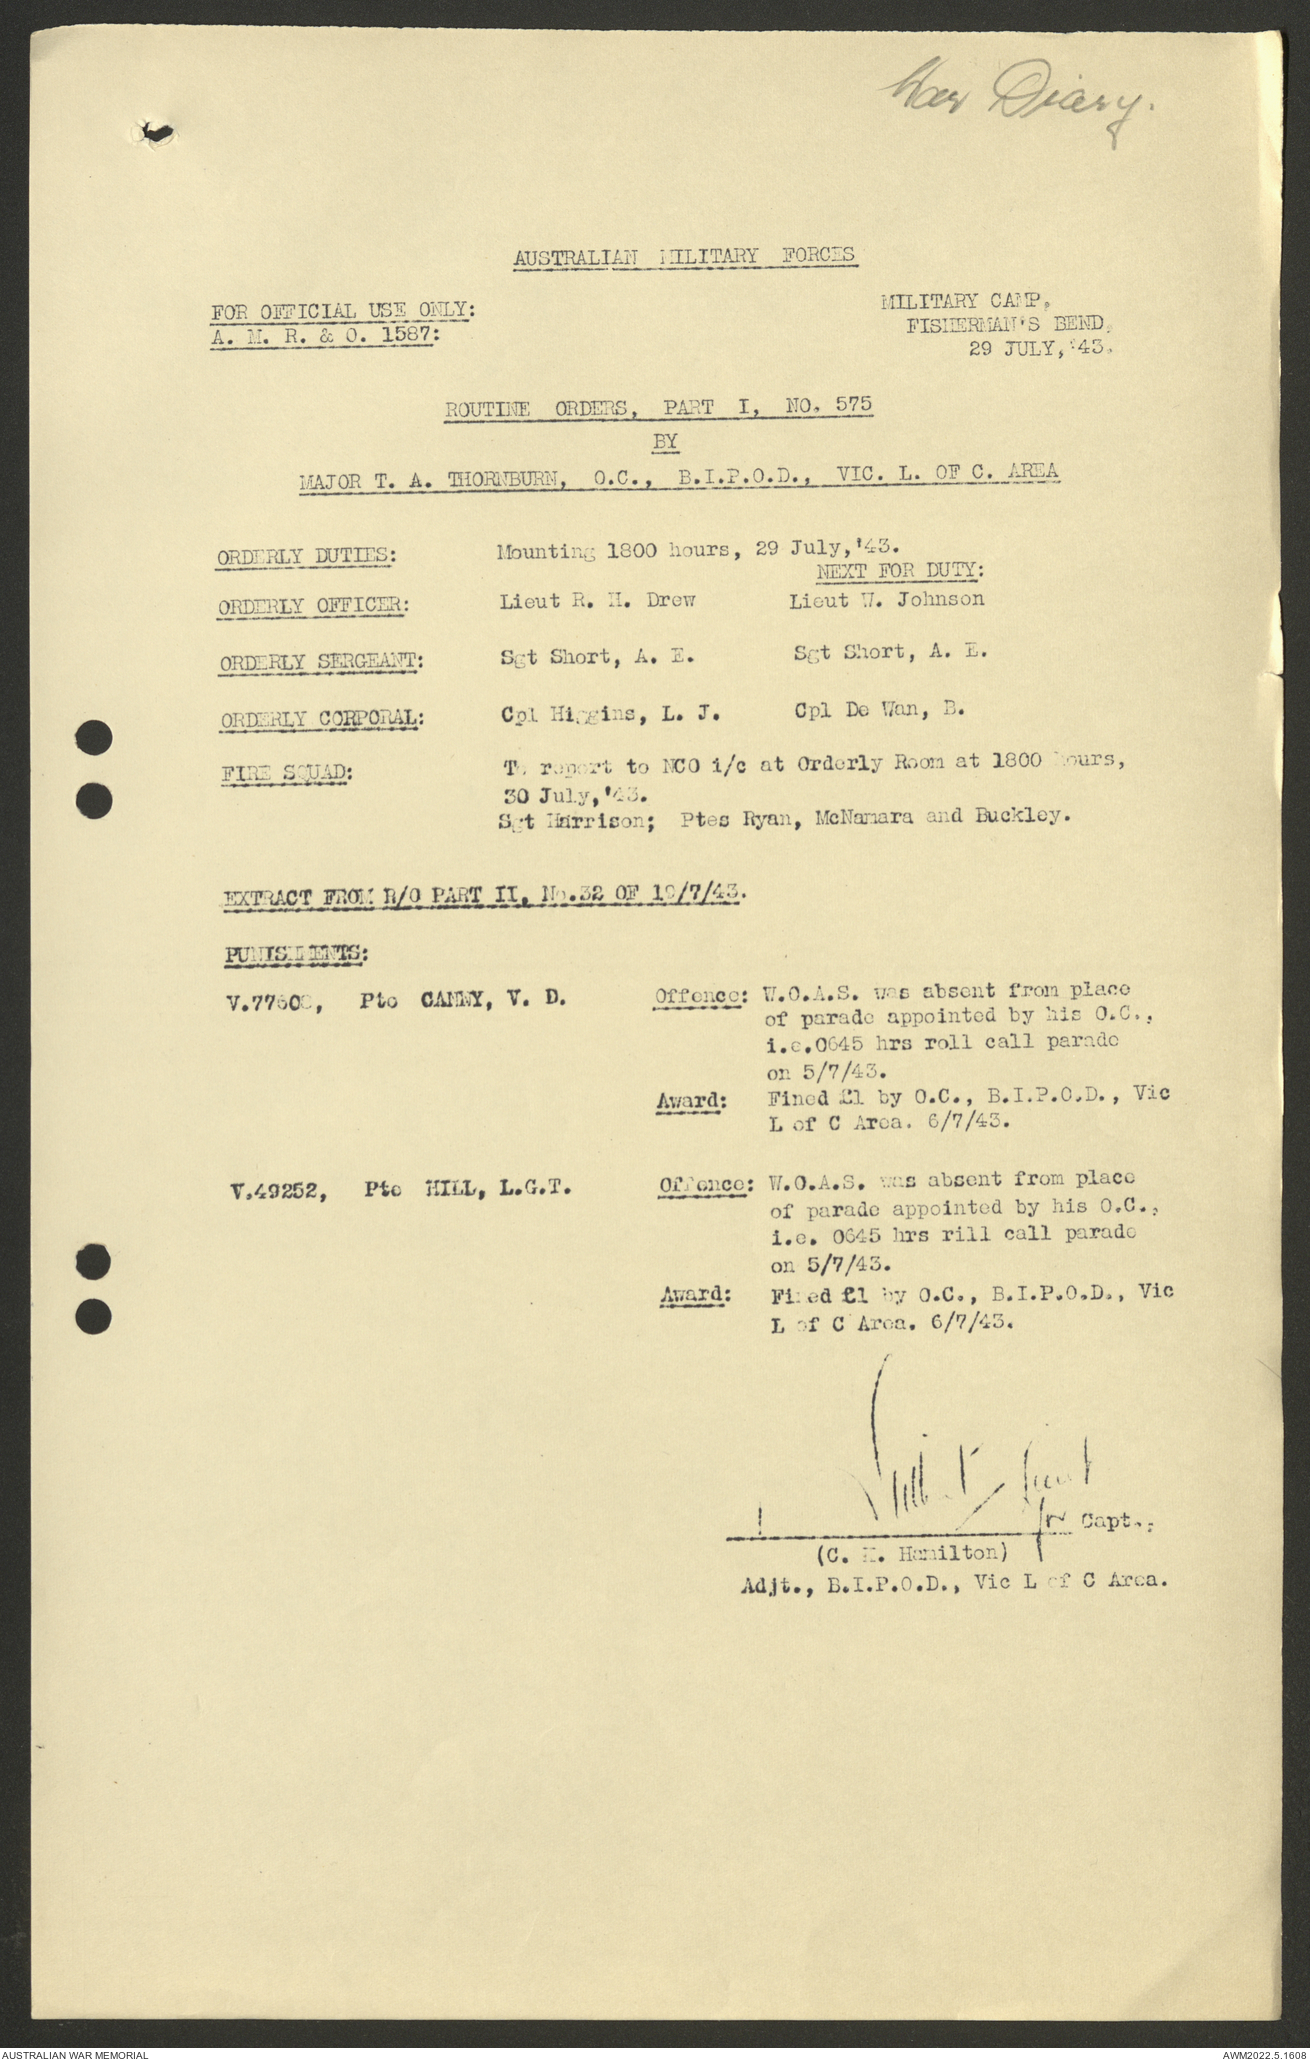 War Diary.
AUSTRALIAN MILITARY FORCES
FOR OFFICIAL USE ONLY:
A. M. R. & O. 1587:
MILITARY CAMP,
FISHERMAN'S BEND,
29 JULY, '43.
ROUTINE ORDERS, PART I, NO. 575
BY
MAJOR T. A. THORNBURN, O.C., B.I.P.O.D., VIC. L. OF C. AREA
ORDERLY DUTIES: Mounting 1800 hours, 29 July, '43.
NEXT FOR DUTY:
ORDERLY OFFICER: Lieut R. H. Drew Lieut W. Johnson
ORDERLY SERGEANT: Sgt Short, A. E. Sgt Short, A. E.
ORDERLY CORPORAL: Cpl Higgins, L. J. Cpl De Wan, B.
FIRE SQUAD: To report to NCO i/c at Orderly Room at 1800 hours,
30 July, '43.
Sgt Harrison; Ptes Ryan, McNamara and Buckley.
EXTRACT FROM R/O PART II, No.32 OF /7/43.
PUNISHMENTS:
Pte V. D. Offence: W.O.A.S. was absent from place
of parade appointed by his O.C.,
i.e.0645 hrs roll call parade
on 5/7/43.
Award: Fined £1 by O.C., B.I.P.O.D., Vic
L of C Area. 6/7/43.
V.49252, Pte HILL, L.G.T. Offence: W.O.A.S. was absent from place
of parade appointed by his O.C.,
i.e. 0645 hrs rill call parade
on 5/7/43.
Award: Fined £1 by O.C., B.I.P.O.D., Vic
L of C Area. 6/7/43.
Lieut
for Capt.,
(C. Hamilton)
Adjt., B.I.P.O.D., Vic L of C Area.
AUSTRALIAN WAR MEMORIAL
AWM2022.5.1608